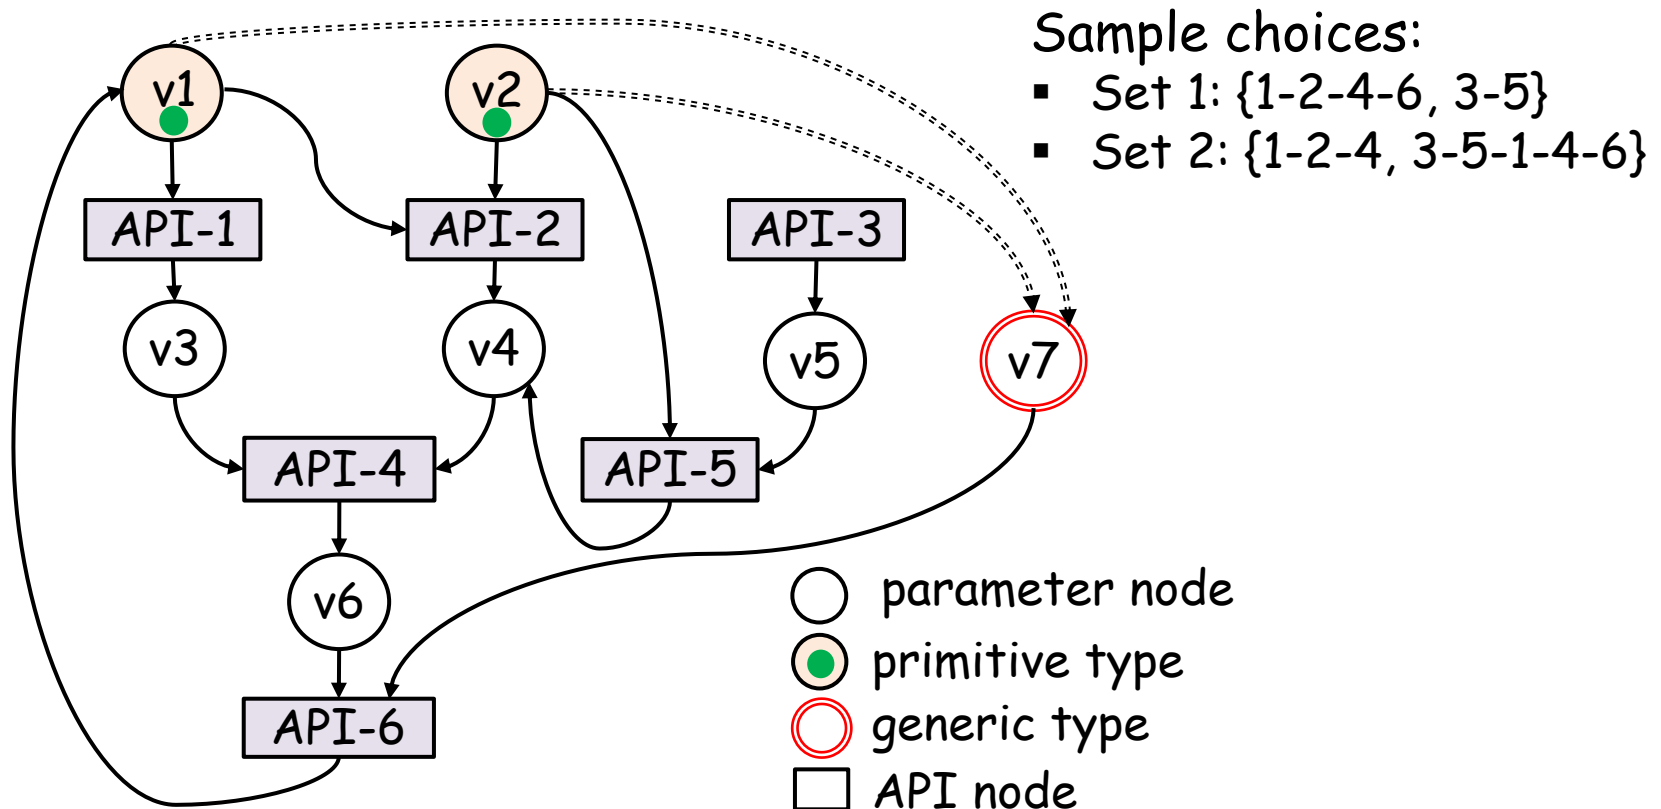 Sample choices:
▪ Set 1: {1-2-4-6, 3-5}
▪ Set 2: {1-2-4, 3-5-1-4-6}
v1
v2
API-1
API-2
API-3
v3
v4
v5
v7
API-4
API-5
v6
API-6
parameter node
primitive type
generic type
API node